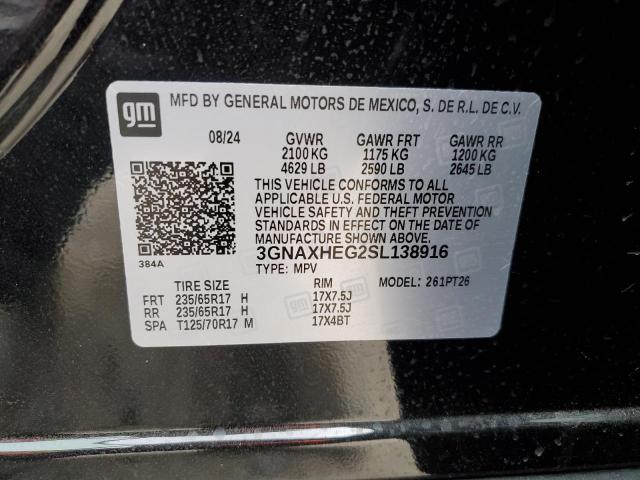 gm
MFD BY GENERAL MOTORS DE MEXICO, S. DE R.L. DE C.V.
08/24 GVWR GAWR FRT GAWR RR
2100 KG 1175 KG 1200 KG
4629 LB 2590 LB 2645 LB
THIS VEHICLE CONFORMS TO ALL
APPLICABLE U.S. FEDERAL MOTOR
VEHICLE SAFETY AND THEFT PREVENTION
STANDARDS IN EFFECT ON THE DATE OF
MANUFACTURE SHOWN ABOVE.
384A 3GNAXHEG2SL138916
TYPE: MPV
TIRE SIZE RIM MODEL: 261PT26
FRT 235/65R17 H 17X7.5J
RR 235/65R17 H 17X7.5J
SPA T125/70R17 M 17X4BT